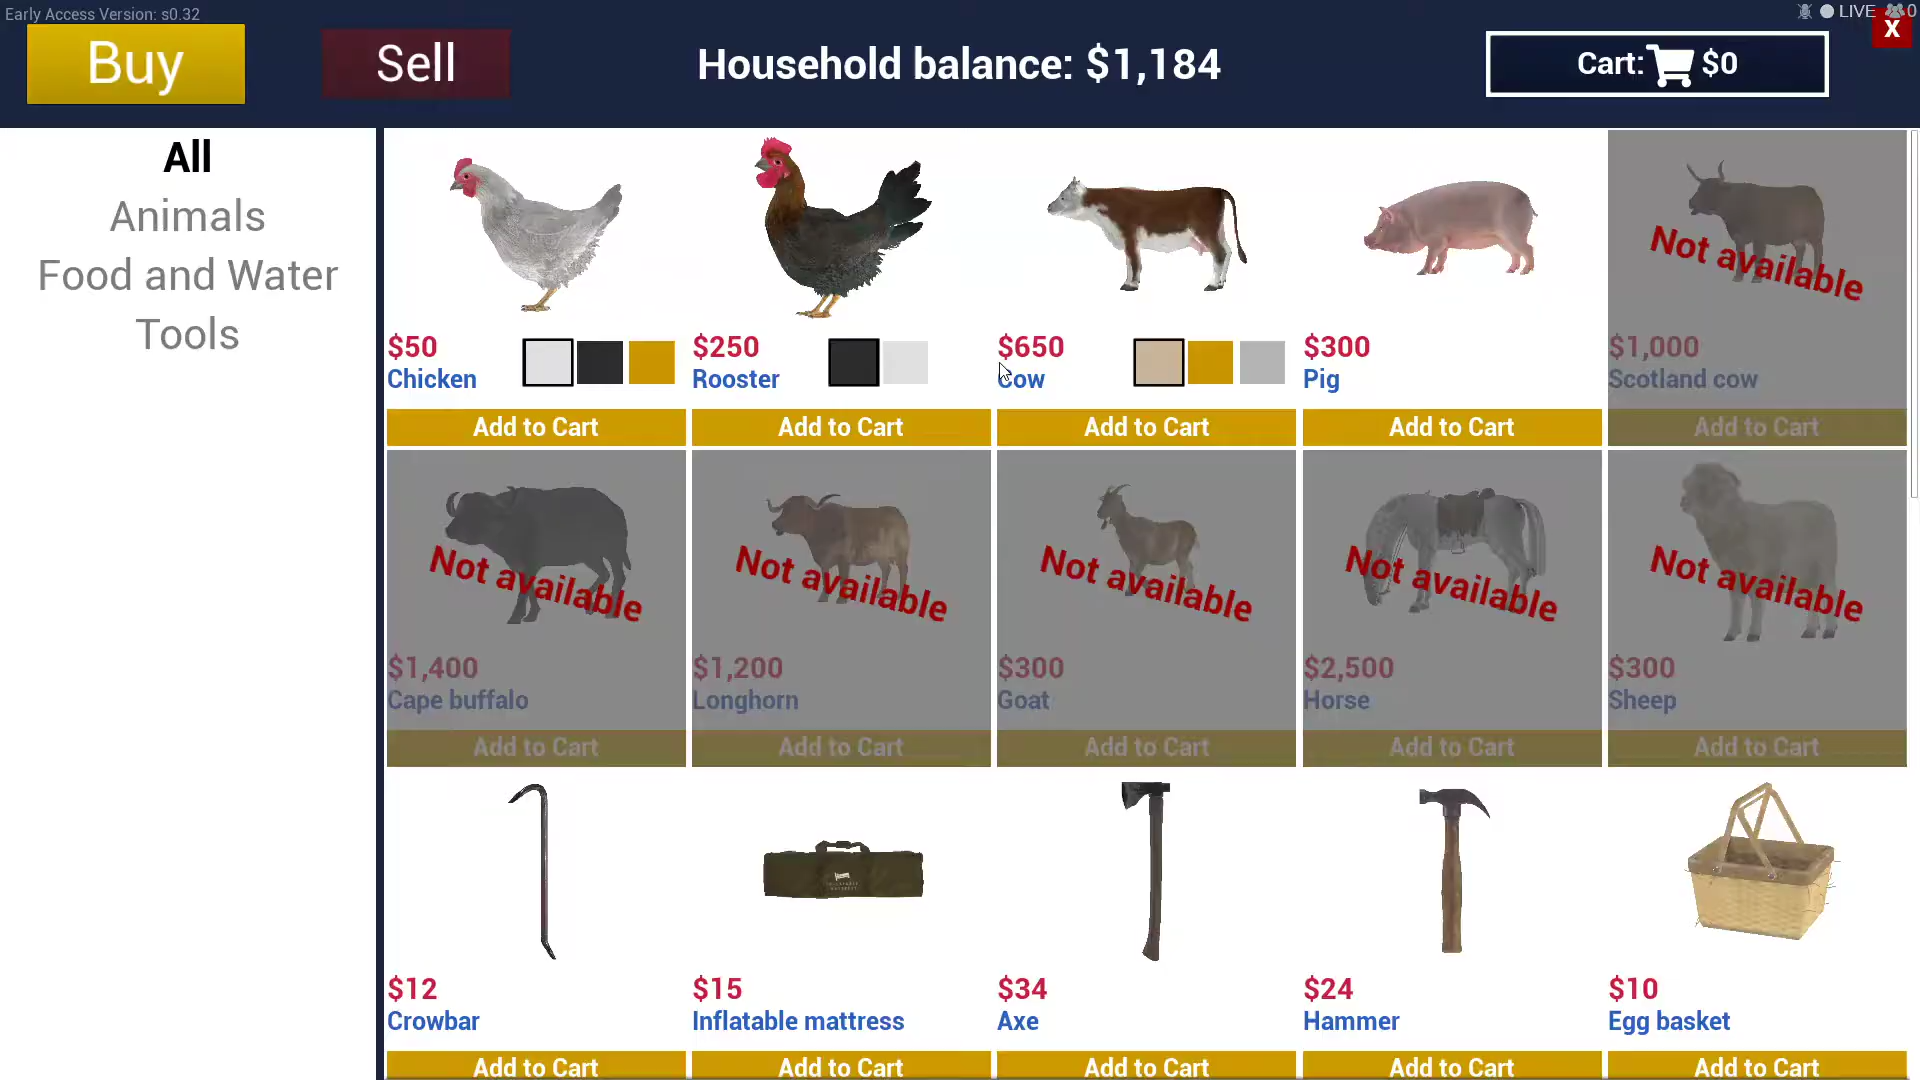 Early Access Version: s0.32
LIVE 0
X
Buy
Sell
Household balance: $1,184
Cart: $0
All
Animals
Food and Water
Tools
$50
Chicken
Add to Cart
$250
Rooster
Add to Cart
$650
Cow
Add to Cart
$300
Pig
Add to Cart
Not available
$1,000
Scotland cow
Add to Cart
Not available
$1,400
Cape buffalo
Add to Cart
Not available
$1,200
Longhorn
Add to Cart
Not available
$300
Goat
Add to Cart
Not available
$2,500
Horse
Add to Cart
Not available
$300
Sheep
Add to Cart
$12
Crowbar
Add to Cart
$15
Inflatable mattress
Add to Cart
$34
Axe
Add to Cart
$24
Hammer
Add to Cart
$10
Egg basket
Add to Cart